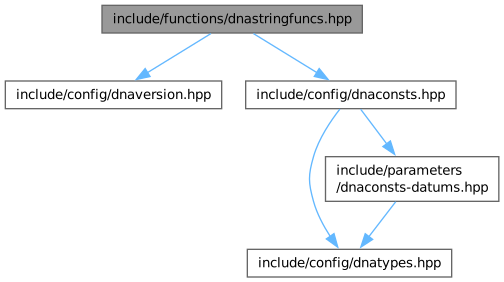 include/functions/dnastringfuncs.hpp
include/config/dnaversion.hpp
include/config/dnaconsts.hpp
include/parameters
/dnaconsts-datums.hpp
include/config/dnatypes.hpp